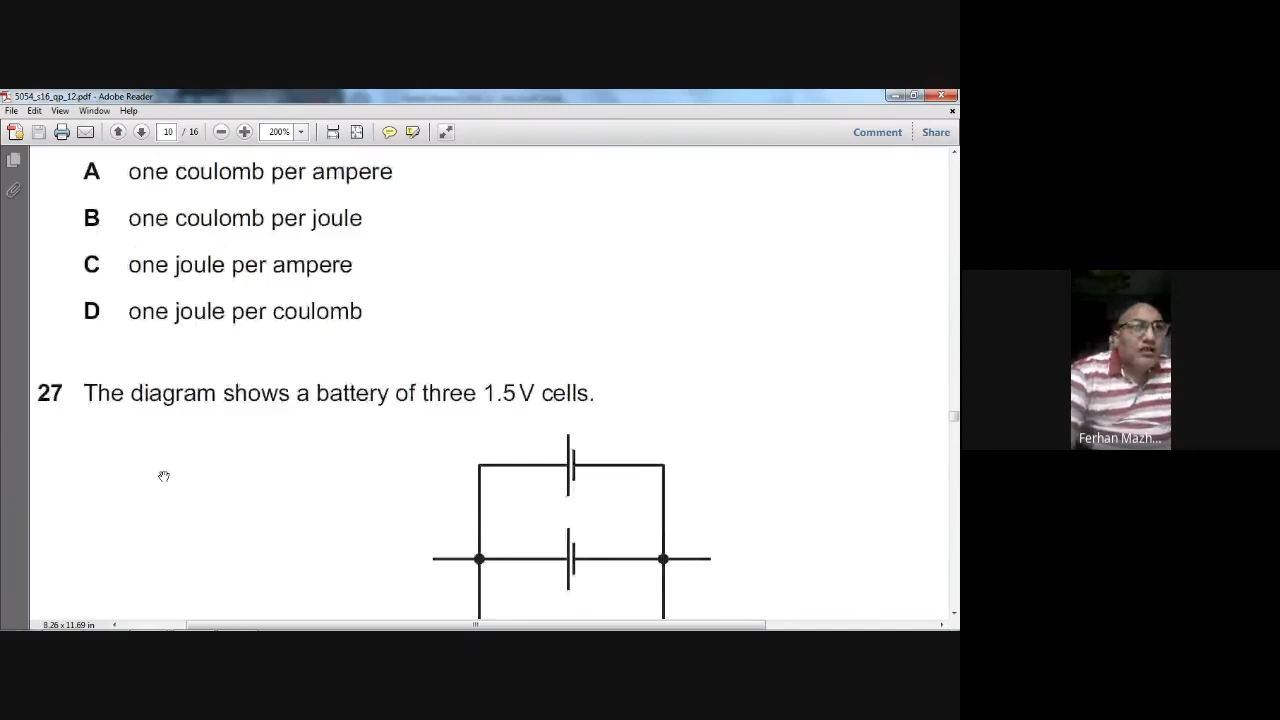 5054_s16_qp_12.pdf - Adobe Reader
File Edit View Window Help
10 / 16 200% Comment Share
A one coulomb per ampere
B one coulomb per joule
C one joule per ampere
D one joule per coulomb
27 The diagram shows a battery of three 1.5 V cells.
8.26 x 11.69 in
Ferhan Mazh...